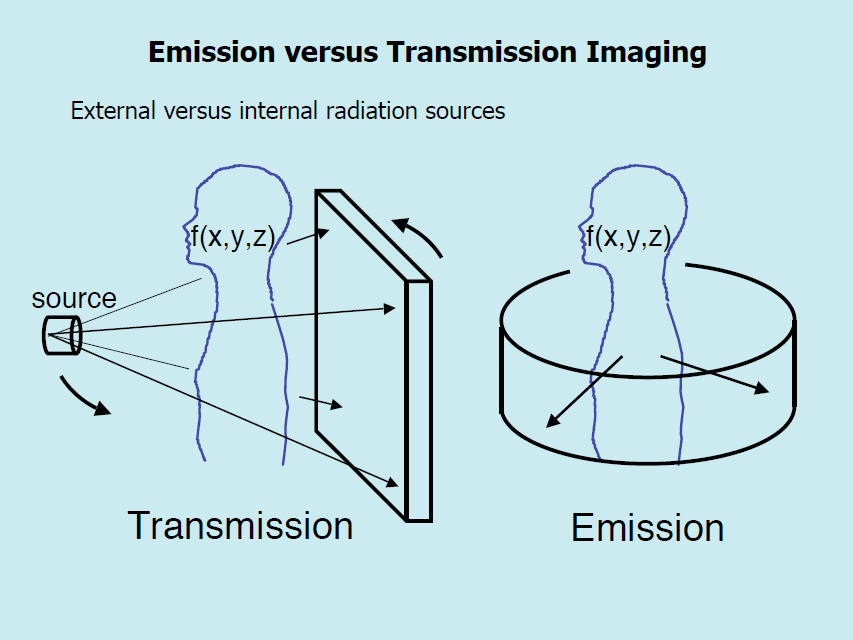 Emission versus Transmission Imaging
External versus internal radiation sources
f(x,y,z)
source
Transmission
f(x,y,z)
Emission